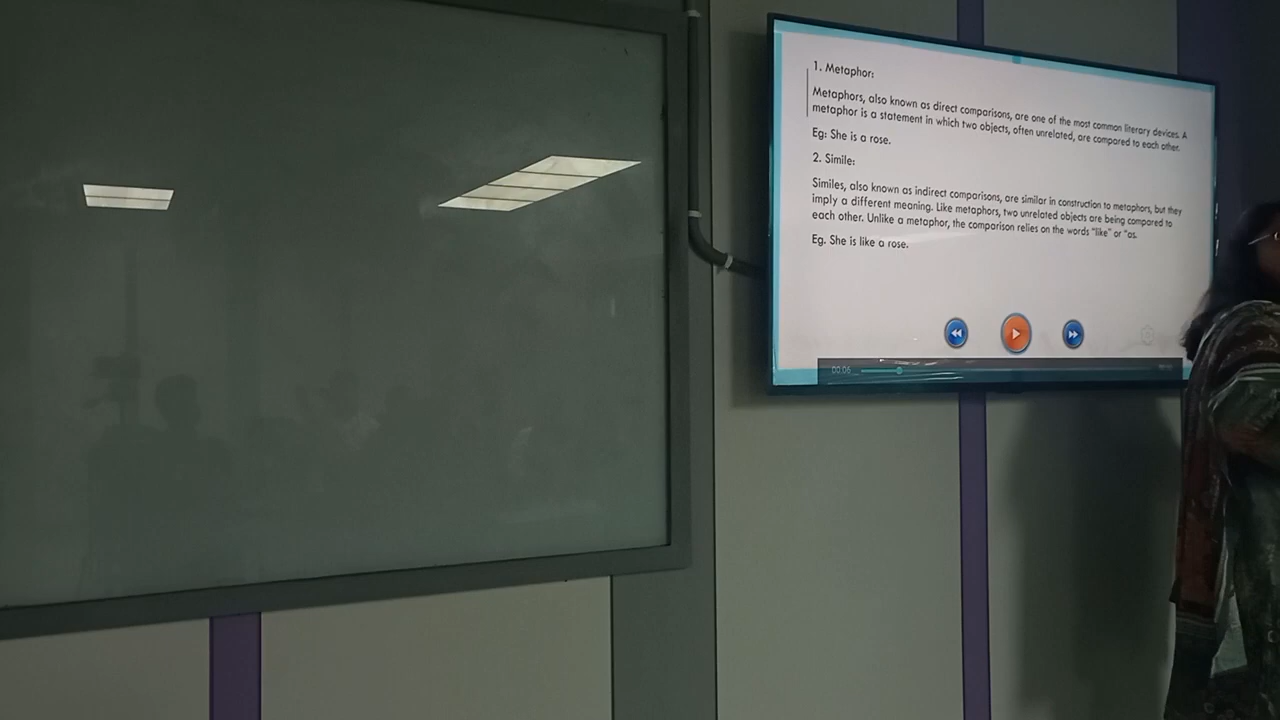 1. Metaphor:
Metaphors, also known as direct comparisons, are one of the most common literary devices. A
metaphor is a statement in which two objects, often unrelated, are compared to each other.
Eg: She is a rose.
2. Simile:
Similes, also known as indirect comparisons, are similar in construction to metaphors, but they
imply a different meaning. Like metaphors, two unrelated objects are being compared to
each other. Unlike a metaphor, the comparison relies on the words "like" or "as.
Eg. She is like a rose.
00:06